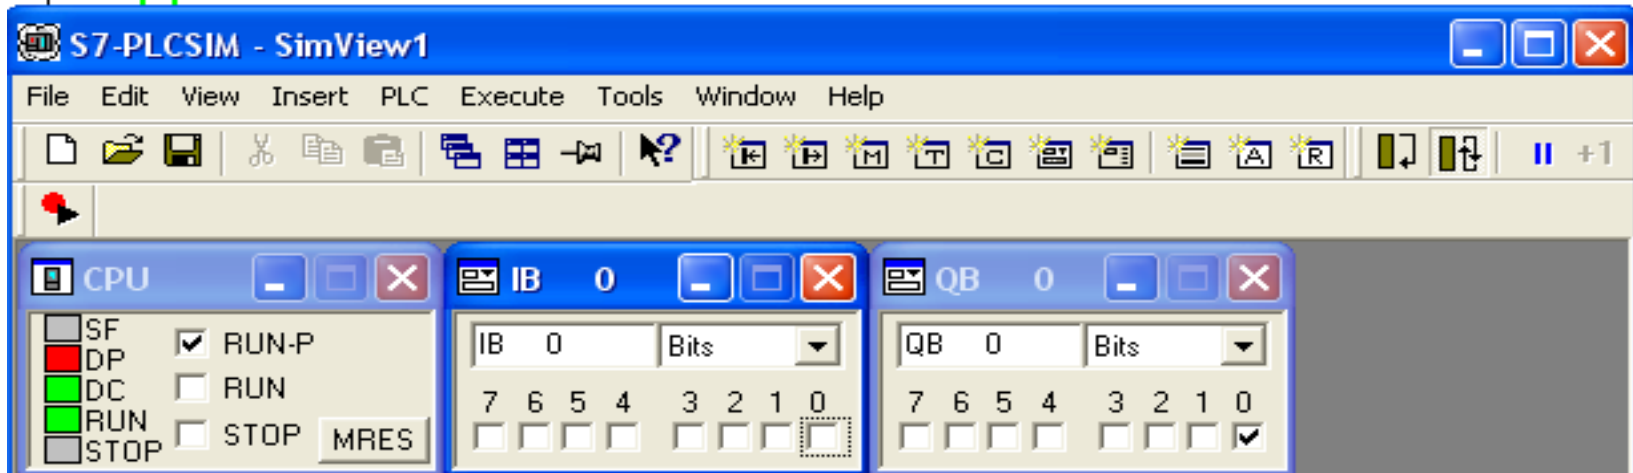 S7-PLCSIM - SimView1
File Edit View Insert PLC Execute Tools Window Help
M T C A R +1
CPU
SF
DP
DC
RUN
STOP
RUN-P
RUN
STOP MRES
IB 0
IB 0 Bits
7 6 5 4 3 2 1 0
QB 0
QB 0 Bits
7 6 5 4 3 2 1 0